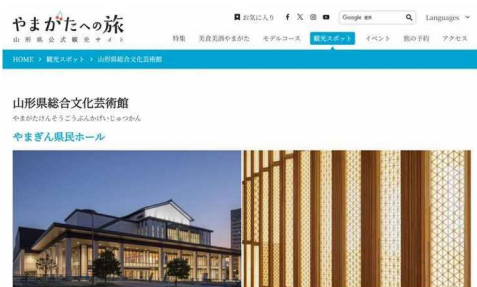 やまがたへの旅
山形県公式観光サイト
お気に入り
Google
Languages
特集 美食美酒やまがた モデルコース 観光スポット イベント 旅の予約 アクセス
HOME > 観光スポット > 山形県総合文化芸術館
山形県総合文化芸術館
やまがたけんそうごうぶんかげいじゅつかん
やまぎん県民ホール